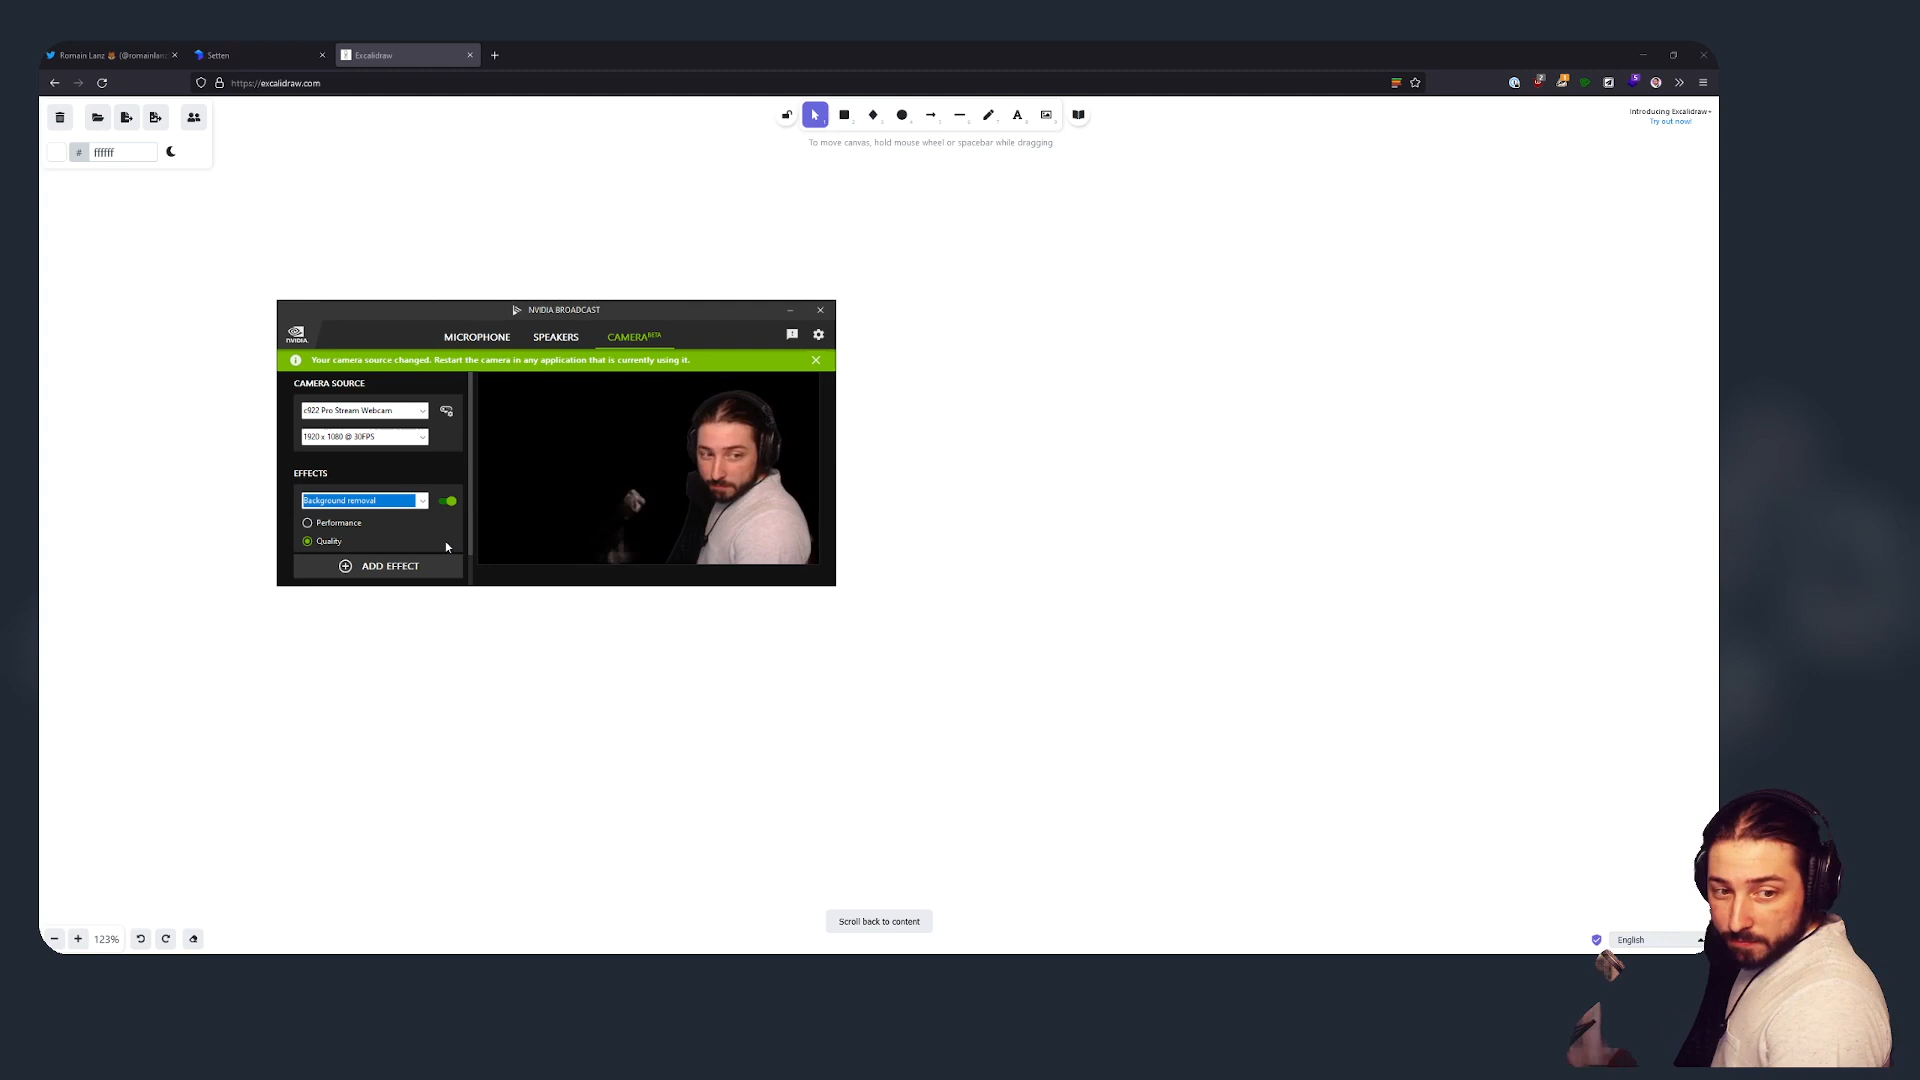 Romain Lanz 🦊 (@romainlanz
Setten
Excalidraw
https://excalidraw.com
# ffffff
To move canvas, hold mouse wheel or spacebar while dragging
Introducing Excalidraw+
Try out now!
NVIDIA BROADCAST
NVIDIA.
MICROPHONE
SPEAKERS
CAMERA BETA
Your camera source changed. Restart the camera in any application that is currently using it.
CAMERA SOURCE
c922 Pro Stream Webcam
1920 x 1080 @ 30FPS
EFFECTS
Background removal
Performance
Quality
ADD EFFECT
Scroll back to content
123%
English